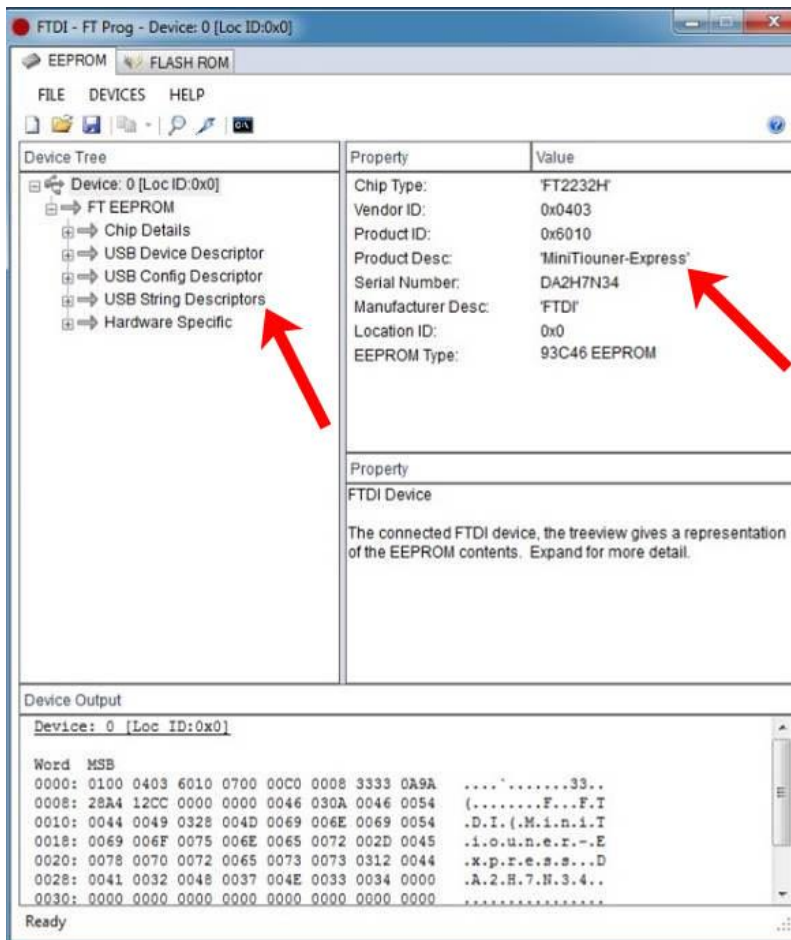 FTDI - FT Prog - Device: 0 [Loc ID:0x0]
EEPROM
FLASH ROM
FILE DEVICES HELP
Device Tree
Device: 0 [Loc ID:0x0]
FT EEPROM
Chip Details
USB Device Descriptor
USB Config Descriptor
USB String Descriptors
Hardware Specific
Property Value
Chip Type: 'FT2232H'
Vendor ID: 0x0403
Product ID: 0x6010
Product Desc: 'MiniTiouner-Express'
Serial Number: DA2H7N34
Manufacturer Desc: 'FTDI'
Location ID: 0x0
EEPROM Type: 93C46 EEPROM
Property
FTDI Device
The connected FTDI device, the treeview gives a representation
of the EEPROM contents. Expand for more detail.
Device Output
Device: 0 [Loc ID:0x0]
Word MSB
0000: 0100 0403 6010 0700 00C0 0008 3333 0A9A ....`.......33..
0008: 28A4 12CC 0000 0000 0046 030A 0046 0054 (........F...F.T
0010: 0044 0049 0328 004D 0069 006E 0069 0054 .D.I.(.M.i.n.i.T
0018: 0069 006F 0075 006E 0065 0072 002D 0045 .i.o.u.n.e.r.-.E
0020: 0078 0070 0072 0065 0073 0073 0312 0044 .x.p.r.e.s.s...D
0028: 0041 0032 0048 0037 004E 0033 0034 0000 .A.2.H.7.N.3.4..
0030: 0000 0000 0000 0000 0000 0000 0000 0000 ................
Ready